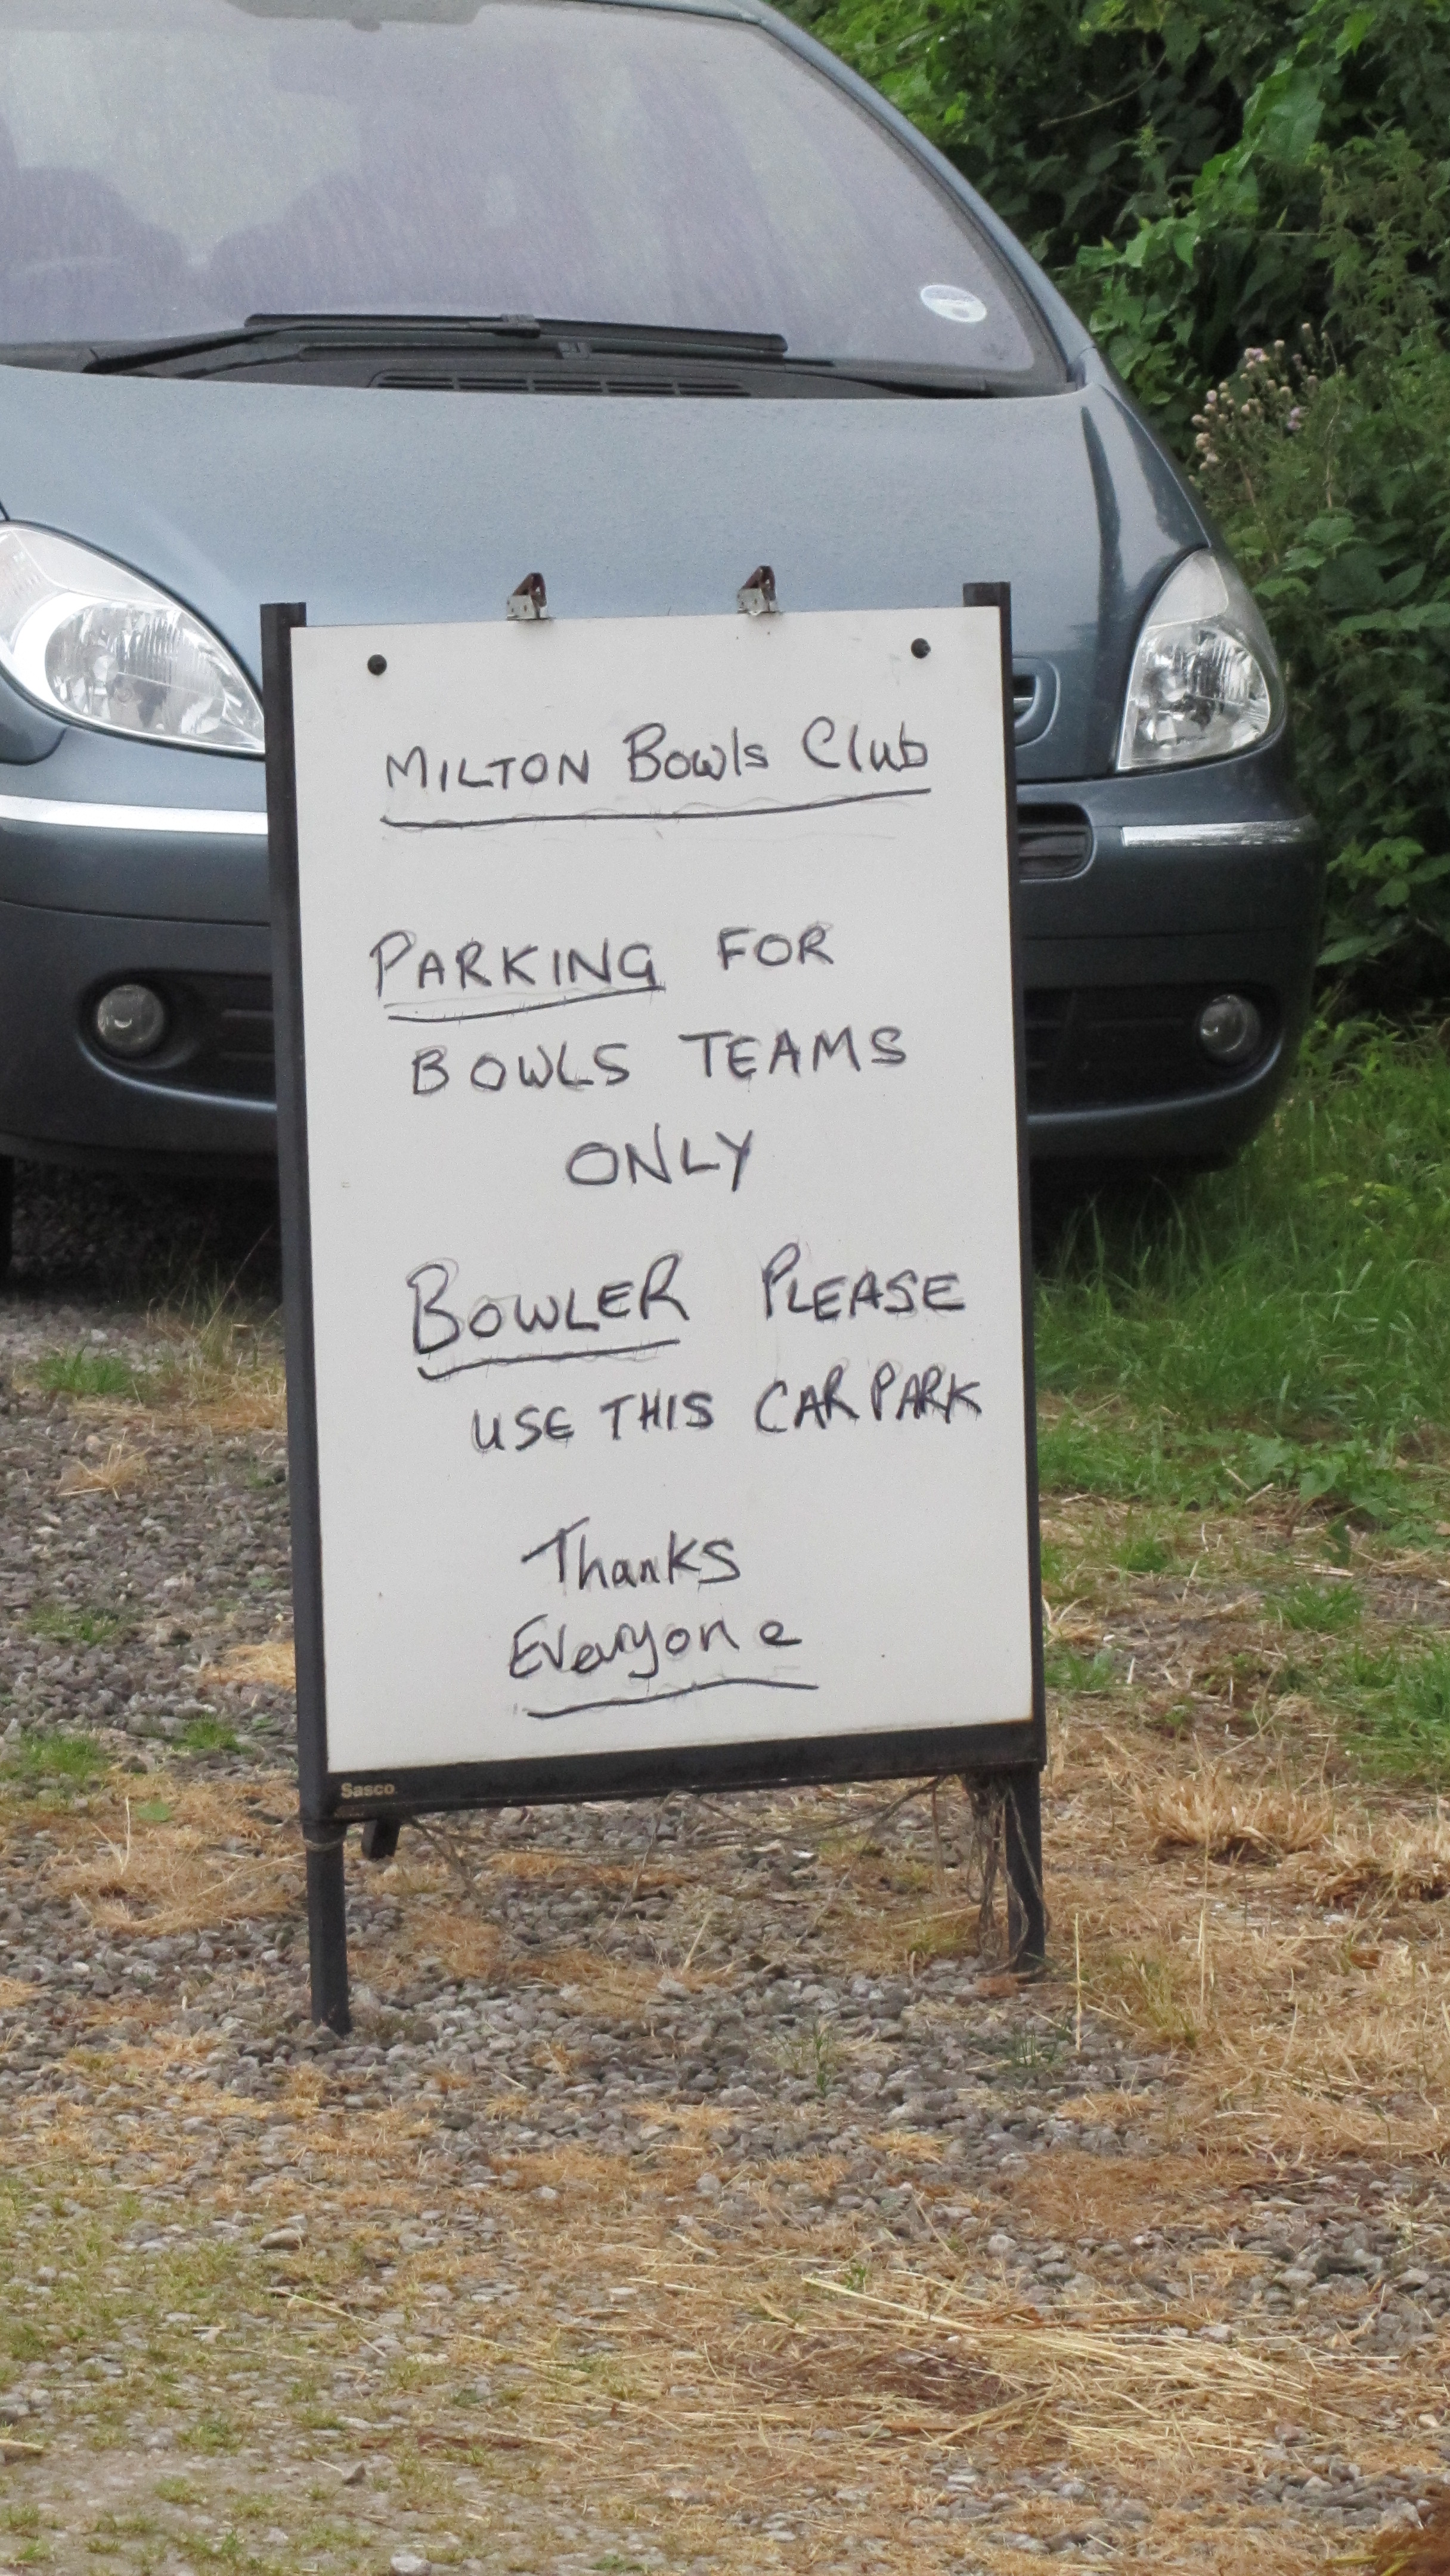 MILTON Bowls Club
PARKING FOR
BOWLS TEAMS
ONLY
BOWLER PLEASE
USE THIS CAR PARK
Thanks
Everyone
Sasco